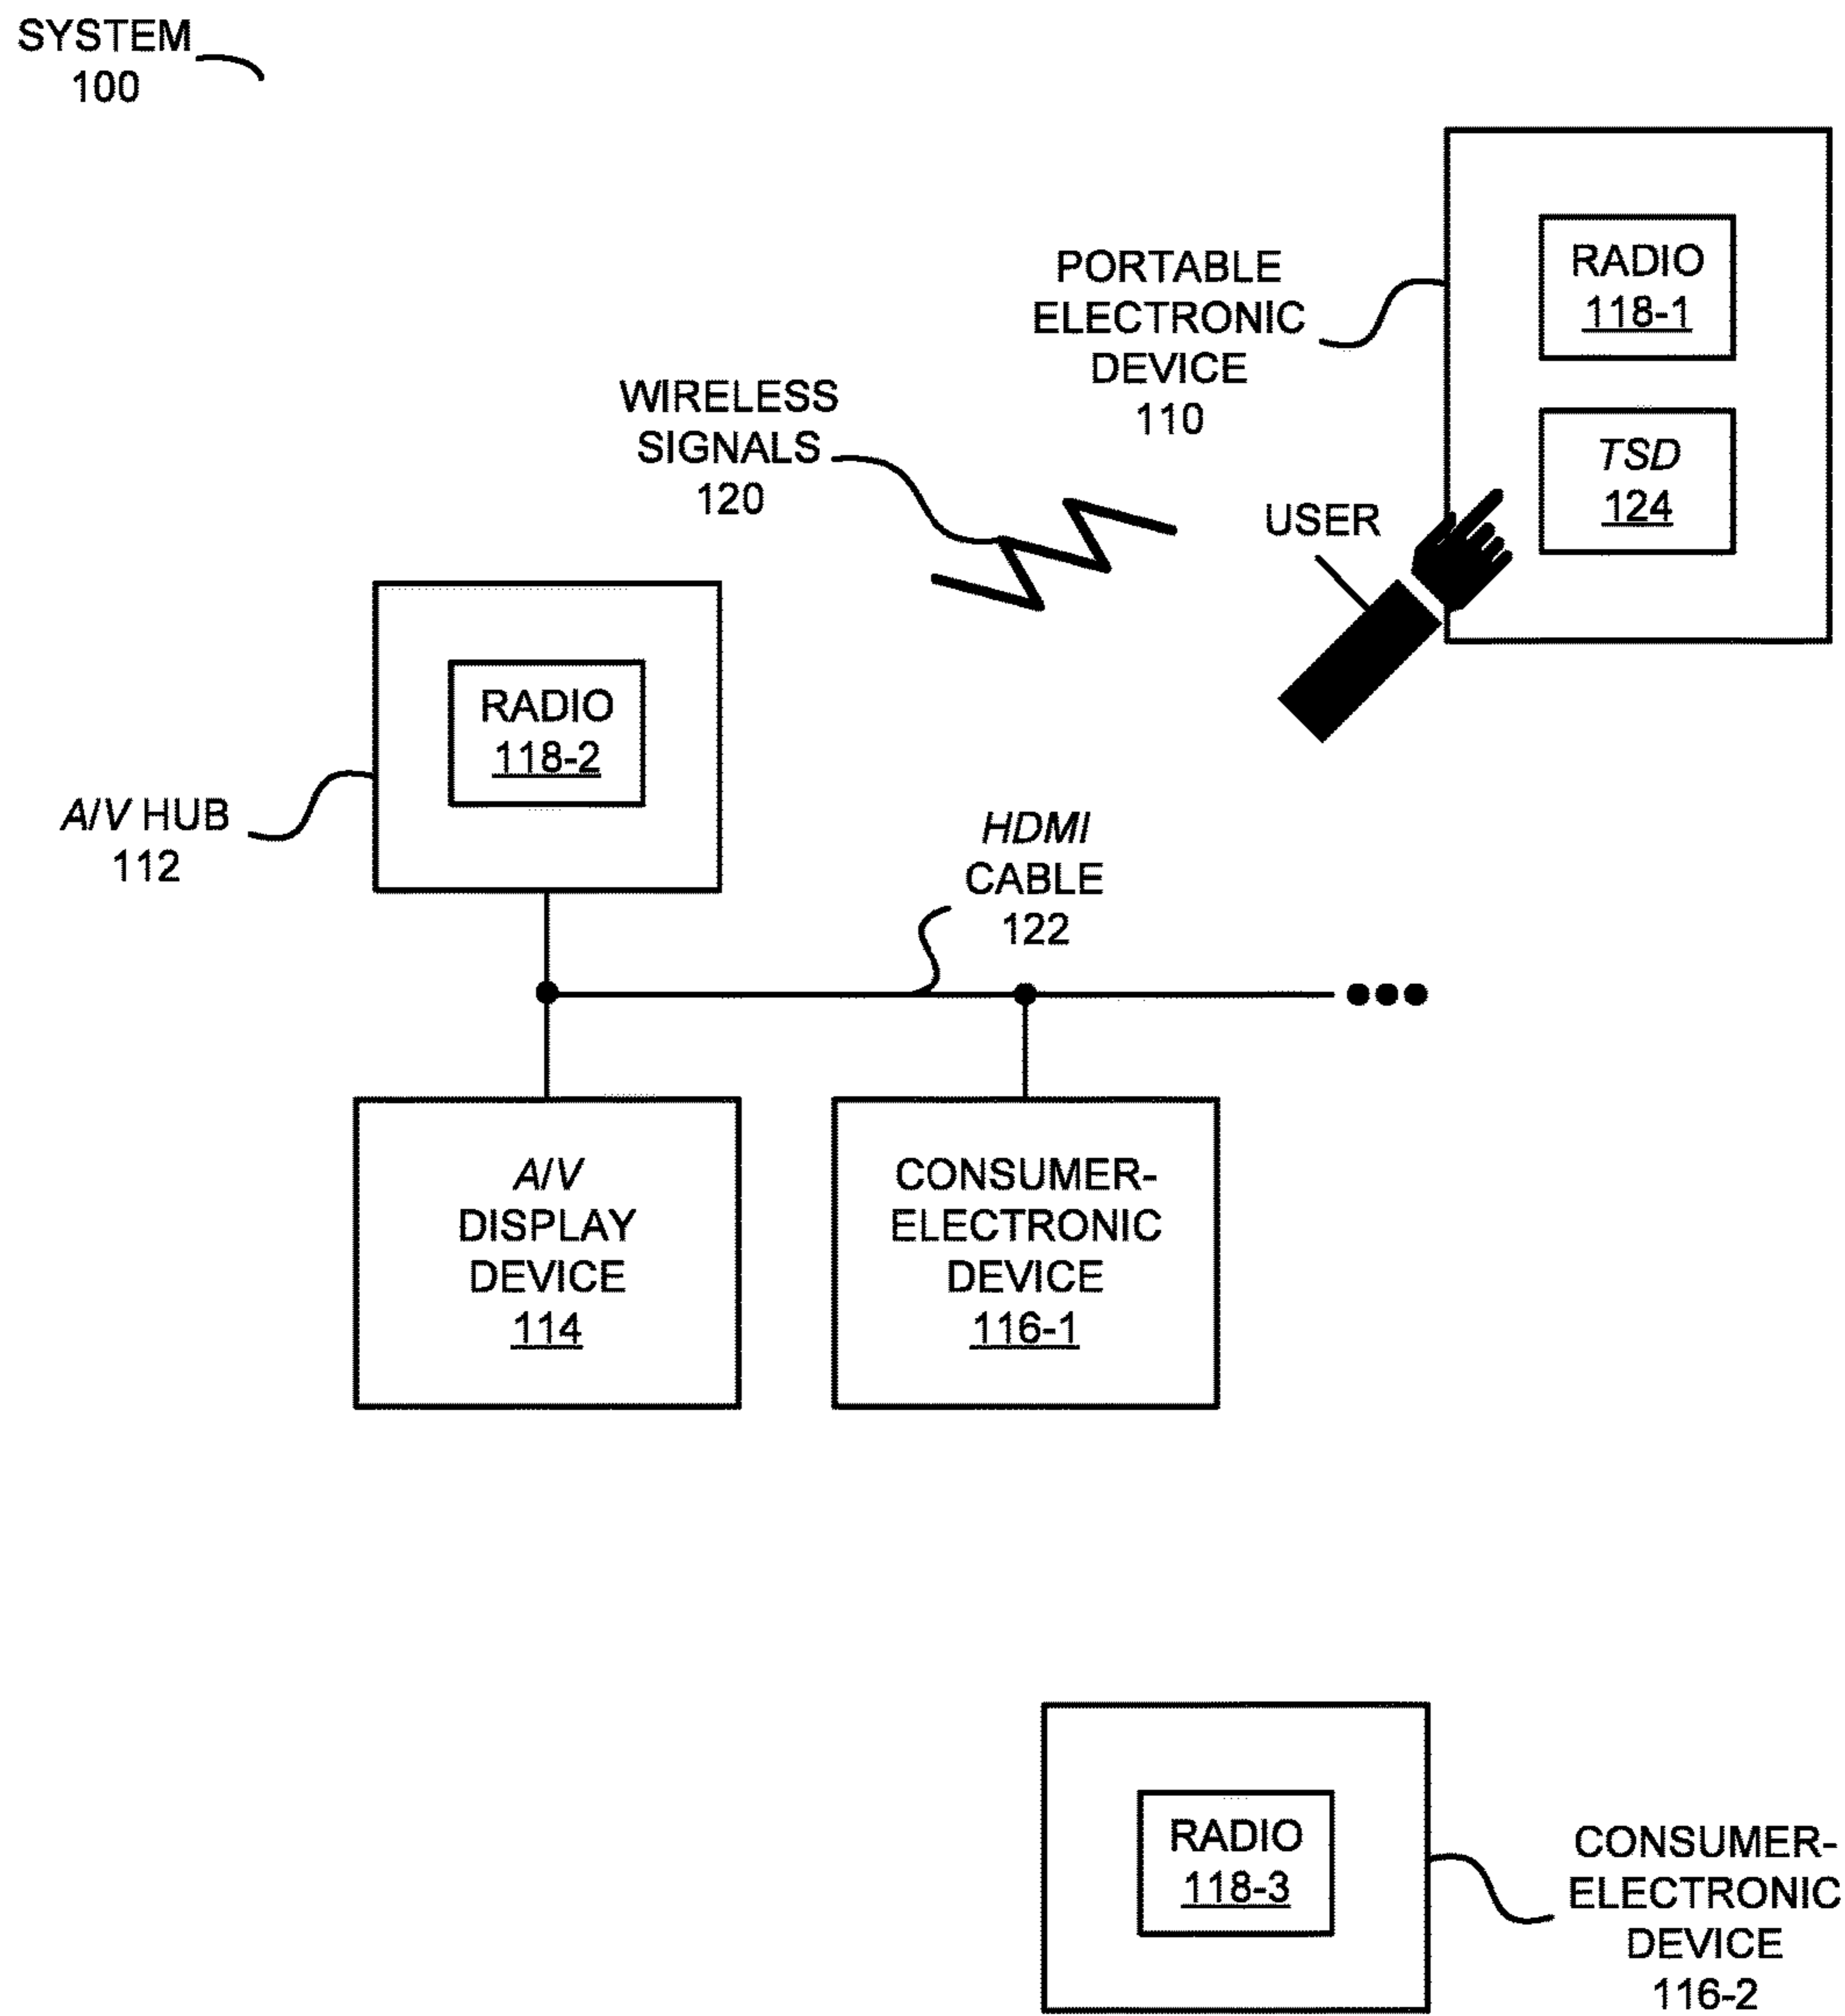 SYSTEM
100
PORTABLE
ELECTRONIC
DEVICE
110
RADIO
118-1
TSD
124
WIRELESS
SIGNALS
120
USER
RADIO
118-2
A/V HUB
112
HDMI
CABLE
122
A/V
DISPLAY
DEVICE
114
CONSUMER-
ELECTRONIC
DEVICE
116-1
RADIO
118-3
CONSUMER-
ELECTRONIC
DEVICE
116-2